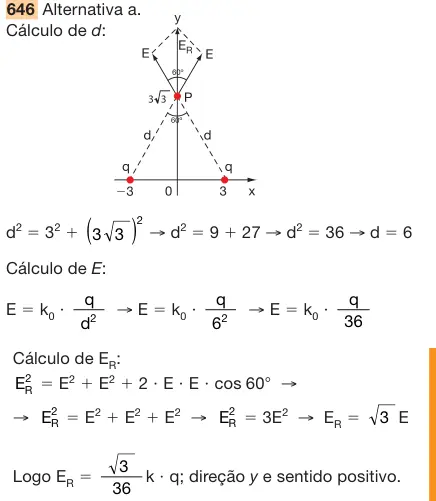 646 Alternativa a.
Cálculo de d:
y
E E_R E
60°
3√3 P
60°
d d
q q
−3 0 3 x
d² = 3² + (3√3)² → d² = 9 + 27 → d² = 36 → d = 6
Cálculo de E:
E = k₀ · q/d² → E = k₀ · q/6² → E = k₀ · q/36
Cálculo de E_R:
E_R² = E² + E² + 2 · E · E · cos 60° →
→ E_R² = E² + E² + E² → E_R² = 3E² → E_R = √3 E
Logo E_R = √3/36 k · q; direção y e sentido positivo.